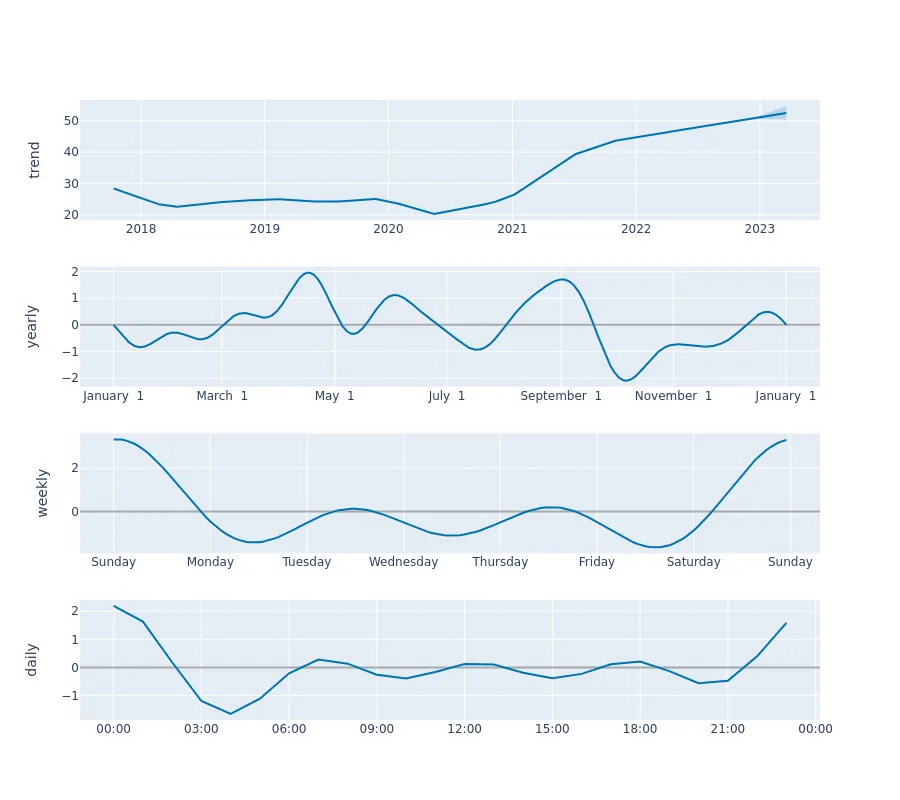 trend
50
40
30
20
2018 2019 2020 2021 2022 2023
yearly
2
1
0
−1
−2
January 1 March 1 May 1 July 1 September 1 November 1 January 1
weekly
2
0
Sunday Monday Tuesday Wednesday Thursday Friday Saturday Sunday
daily
2
1
0
−1
00:00 03:00 06:00 09:00 12:00 15:00 18:00 21:00 00:00